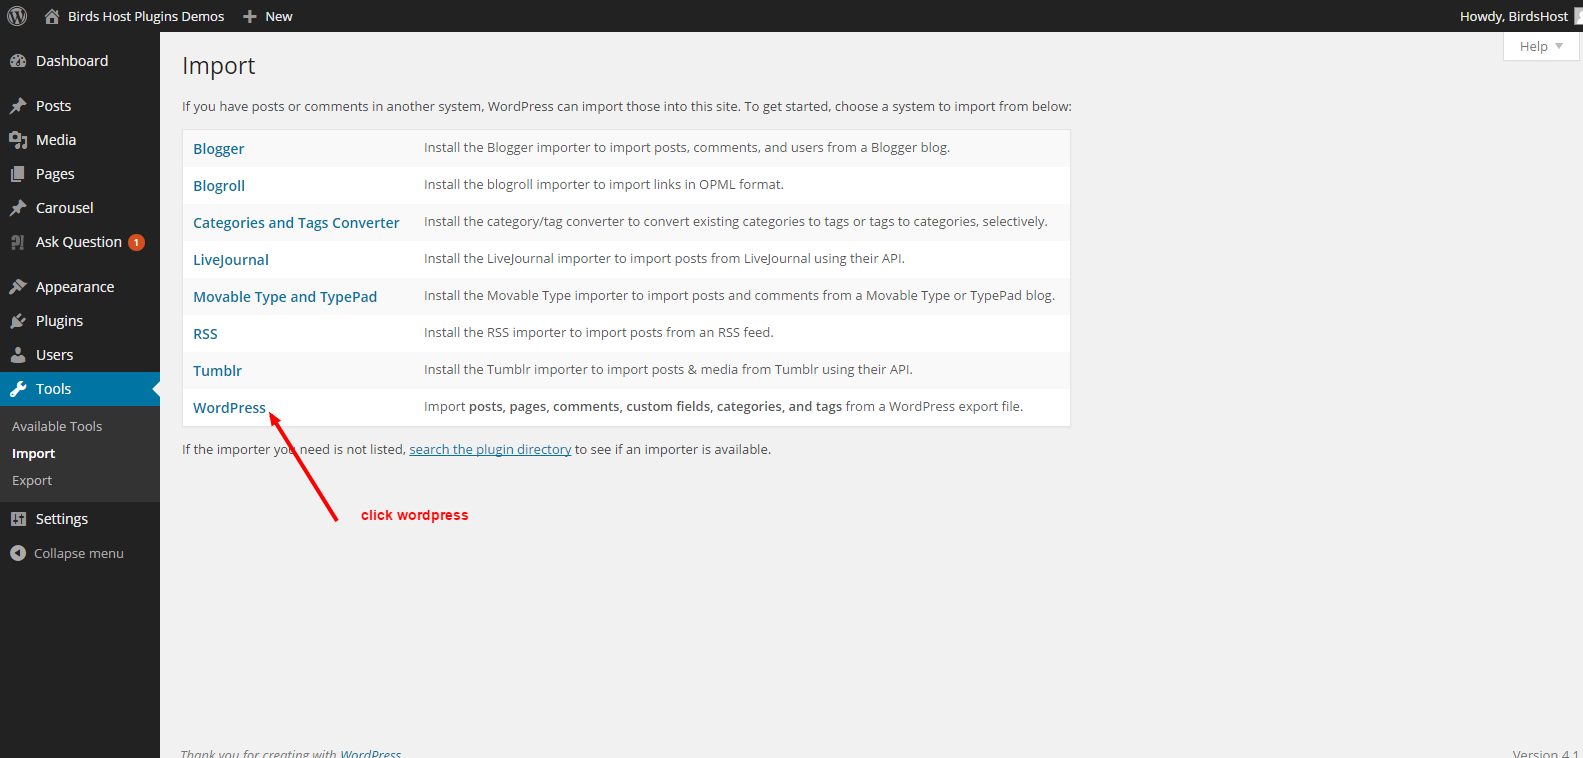 Birds Host Plugins Demos
New
Howdy, BirdsHost
Help
Dashboard
Posts
Media
Pages
Carousel
Ask Question 1
Appearance
Plugins
Users
Tools
Available Tools
Import
Export
Settings
Collapse menu
Import
If you have posts or comments in another system, WordPress can import those into this site. To get started, choose a system to import from below:
Blogger Install the Blogger importer to import posts, comments, and users from a Blogger blog.
Blogroll Install the blogroll importer to import links in OPML format.
Categories and Tags Converter Install the category/tag converter to convert existing categories to tags or tags to categories, selectively.
LiveJournal Install the LiveJournal importer to import posts from LiveJournal using their API.
Movable Type and TypePad Install the Movable Type importer to import posts and comments from a Movable Type or TypePad blog.
RSS Install the RSS importer to import posts from an RSS feed.
Tumblr Install the Tumblr importer to import posts & media from Tumblr using their API.
WordPress Import posts, pages, comments, custom fields, categories, and tags from a WordPress export file.
If the importer you need is not listed, search the plugin directory to see if an importer is available.
click wordpress
Thank you for creating with WordPress
Version 4.1